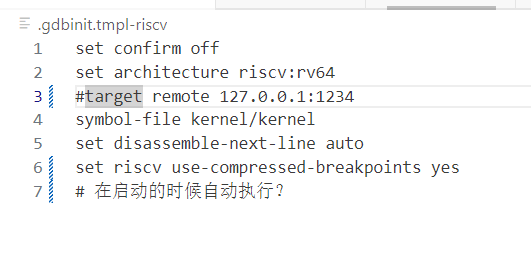 .gdbinit.tmpl-riscv
1 set confirm off
2 set architecture riscv:rv64
3 #target remote 127.0.0.1:1234
4 symbol-file kernel/kernel
5 set disassemble-next-line auto
6 set riscv use-compressed-breakpoints yes
7 # 在启动的时候自动执行?